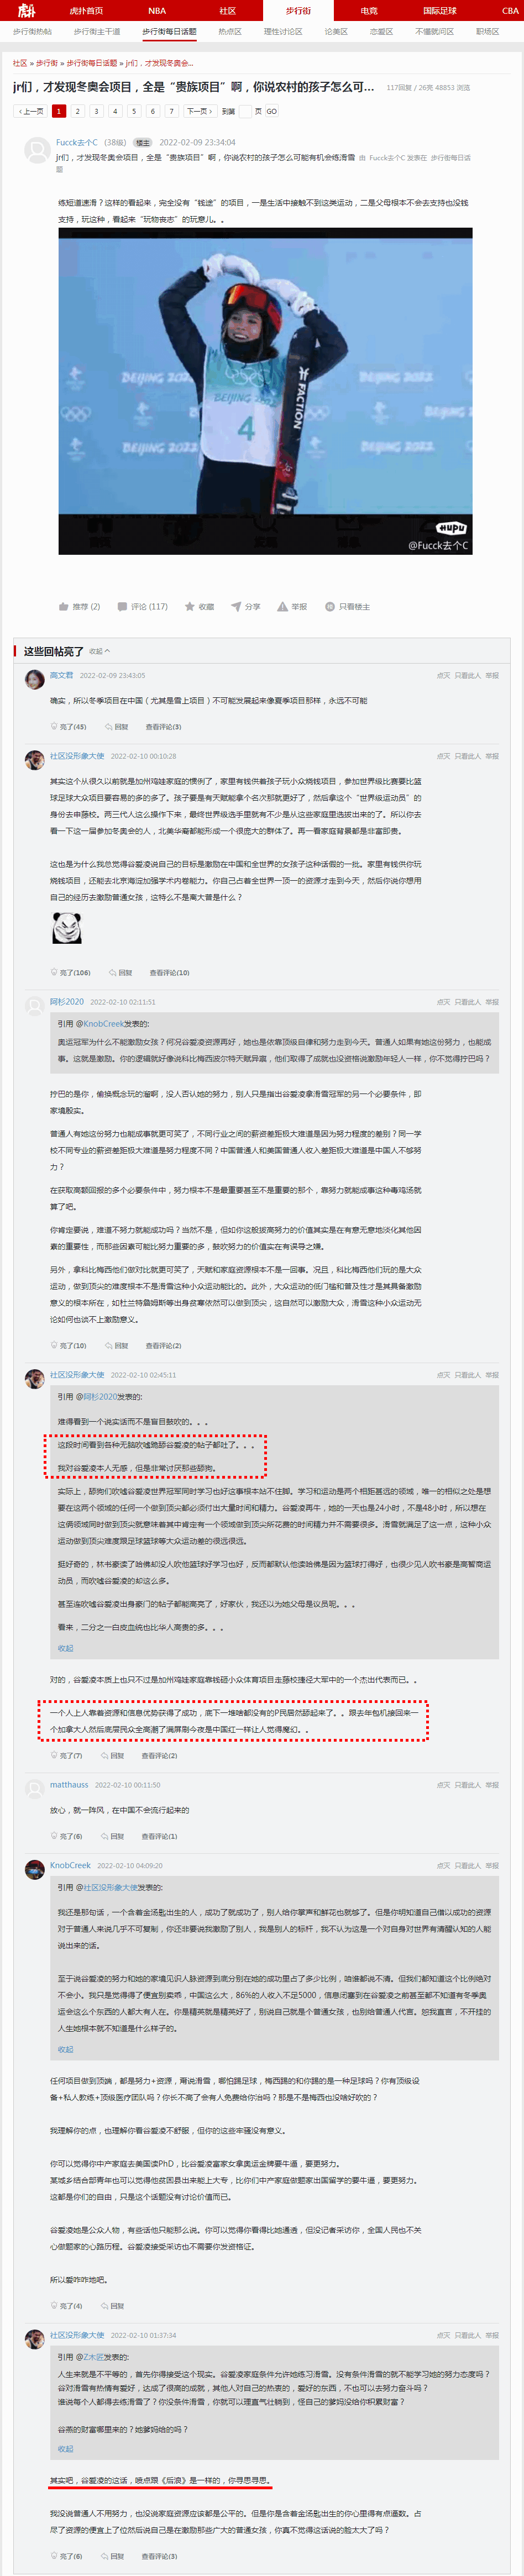 虎扑 虎扑首页 NBA 社区 步行街 电竞 国际足球 CBA
步行街热帖 步行街主干道 步行街每日话题 热点区 理性讨论区 论美区 恋爱区 不懂就问区 职场区
社区 » 步行街 » 步行街每日话题 » jr们，才发现冬奥会...
jr们，才发现冬奥会项目，全是“贵族项目”啊，你说农村的孩子怎么可... 117回复 / 26亮 48853 浏览
上一页 1 2 3 4 5 6 7 下一页 到第 页 GO
Fucck去个C (38级) 楼主 2022-02-09 23:34:04
jr们，才发现冬奥会项目，全是“贵族项目”啊，你说农村的孩子怎么可能有机会练滑雪 由 Fucck去个C 发表在 步行街每日话
题
练短道速滑？这样的看起来，完全没有“钱途”的项目，一是生活中接触不到这类运动，二是父母根本不会去支持也没钱
支持，玩这种，看起来“玩物丧志”的玩意儿。。
BEIJING 2022
4
FACTION
HUPU
@Fucck去个C
推荐 (2) 评论 (117) 收藏 分享 举报 只看楼主
这些回帖亮了 收起
高文君 2022-02-09 23:43:05 点灭 只看此人 举报
确实，所以冬季项目在中国（尤其是雪上项目）不可能发展起来像夏季项目那样，永远不可能
亮了(45) 回复 查看评论(3)
社区没形象大使 2022-02-10 00:10:28 点灭 只看此人 举报
其实这个从很久以前就是加州鸡娃家庭的惯例了，家里有钱供着孩子玩小众烧钱项目，参加世界级比赛要比篮
球足球大众项目要容易的多的多了。孩子要是有天赋能拿个名次那就更好了，然后拿这个“世界级运动员”的
身份去申藤校。两三代人这么操作下来，最终世界级选手里就有不少是从这些家庭里选拔出来的了。所以你去
看一下这一届参加冬奥会的人，北美华裔都能形成一个很庞大的群体了。再一看家庭背景都是非富即贵。
这也是为什么我总觉得谷爱凌说自己的目标是激励在中国和全世界的女孩子这种话假的一批。家里有钱供你玩
烧钱项目，还能去北京海淀加强学术内卷能力。你自己占着全世界一顶一的资源才走到今天，然后你说你想用
自己的经历去激励普通女孩，这特么不是离大谱是什么？
亮了(106) 回复 查看评论(10)
阿杉2020 2022-02-10 02:11:51 点灭 只看此人 举报
引用 @KnobCreek发表的:
奥运冠军为什么不能激励女孩？何况谷爱凌资源再好，她也是依靠顶级自律和努力走到今天。普通人如果有她这份努力，也能成
事。这就是激励。你的逻辑就好像说科比梅西波尔特天赋异禀，他们取得了成就也没资格说激励年轻人一样，你不觉得拧巴吗？
拧巴的是你，偷换概念玩的溜啊，没人否认她的努力，别人只是指出谷爱凌拿滑雪冠军的另一个必要条件，即
家境殷实。
普通人有她这份努力也能成事就更可笑了，不同行业之间的薪资差距极大难道是因为努力程度的差别？同一学
校不同专业的薪资差距极大难道是努力程度不同？中国普通人和美国普通人收入差距极大难道是中国人不够努
力？
在获取高额回报的多个必要条件中，努力根本不是最重要甚至不是重要的那个，靠努力就能成事这种毒鸡汤就
算了吧。
你肯定要说，难道不努力就能成功吗？当然不是，但如你这般拔高努力的价值其实是在有意无意地淡化其他因
素的重要性，而那些因素可能比努力重要的多，鼓吹努力的价值实在有误导之嫌。
另外，拿科比梅西他们做对比就更可笑了，天赋和家庭资源根本不是一回事。况且，科比梅西他们玩的是大众
运动，做到顶尖的难度根本不是滑雪这种小众运动能比的。此外，大众运动的低门槛和普及性才是其具备激励
意义的根本所在，如杜兰特詹姆斯等出身贫寒依然可以做到顶尖，这自然可以激励大众，滑雪这种小众运动无
论如何也谈不上激励意义。
亮了(10) 回复 查看评论(2)
社区没形象大使 2022-02-10 02:45:11 点灭 只看此人 举报
引用 @阿杉2020发表的:
难得看到一个说实话而不是盲目鼓吹的。。。
这段时间看到各种无脑吹嘘跪舔谷爱凌的帖子都吐了。。。
我对谷爱凌本人无感，但是非常讨厌那些舔狗。
实际上，舔狗们吹嘘谷爱凌世界冠军同时学习也好这事根本站不住脚。学习和运动是两个相距甚远的领域，唯一的相似之处是想
要在这两个领域的任何一个做到顶尖都必须付出大量时间和精力。谷爱凌再牛，她的一天也是24小时，不是48小时，所以想在
这俩领域同时做到顶尖就意味着其中肯定有一个领域做到顶尖所花费的时间精力并不需要很多。滑雪就满足了这一点，这种小众
运动做到顶尖难度跟足球篮球等大众运动差的很远很远。
挺好奇的，林书豪读了哈佛却没人吹他篮球好学习也好，反而都默认他读哈佛是因为篮球打得好，也很少见人吹书豪是高智商运
动员，而吹嘘谷爱凌的却这么多。
甚至连吹嘘谷爱凌出身豪门的帖子都能高亮了，好家伙，我还以为她父母是议员呢。。。
看来，二分之一白皮血统也比华人高贵的多。。。
收起
对的，谷爱凌本质上也只不过是加州鸡娃家庭靠钱砸小众体育项目走藤校捷径大军中的一个杰出代表而已。。
一个人上人靠着资源和信息优势获得了成功，底下一堆啥都没有的P民居然舔起来了。。跟去年包机接回来一
个加拿大人然后底层民众全高潮了满屏刷今夜是中国红一样让人觉得魔幻。。
亮了(7) 回复 查看评论(2)
matthauss 2022-02-10 00:11:50 点灭 只看此人 举报
放心，就一阵风，在中国不会流行起来的
亮了(6) 回复 查看评论(1)
KnobCreek 2022-02-10 04:09:20 点灭 只看此人 举报
引用 @社区没形象大使发表的:
我还是那句话，一个含着金汤匙出生的人，成功了就成功了，别人给你掌声和鲜花也就够了。但是你明知道自己借以成功的资源
对于普通人来说几乎不可复制，你还非要说我激励了别人，我是别人的标杆，我不认为这是一个对自身对世界有清醒认知的人能
说出来的话。
至于说谷爱凌的努力和她的家境见识人脉资源到底分别在她的成功里占了多少比例，咱谁都说不清。但我们都知道这个比例绝对
不会小。我只是觉得得了便宜别卖乖，中国这么大，86%的人收入不足5000，信息闭塞到在谷爱凌之前甚至都不知道有冬季奥
运会这么个东西的人都大有人在。你是精英就是精英好了，别说自己就是个普通女孩，也别给普通人代言。恕我直言，不开挂的
人生她根本就不知道是什么样子的。
收起
任何项目做到顶端，都是努力+资源，甭说滑雪，哪怕踢足球，梅西踢的和你踢的是一种足球吗？你有顶级设
备+私人教练+顶级医疗团队吗？你长不高了会有人免费给你治吗？那是不是梅西也没啥好吹的？
我理解你的点，也理解你看谷爱凌不舒服，但你的这些牢骚没有意义。
你可以觉得你中产家庭去美国读PhD，比谷爱凌富家女拿奥运金牌要牛逼，要更努力。
某城乡结合部青年也可以觉得他贫困县出来能上大专，比你们中产家庭做题家出国留学的要牛逼，要更努力。
这都是你们的自由，只是这个话题没有讨论价值而已。
谷爱凌她是公众人物，有些话他只能那么说。你可以觉得你看得比她通透，但没记者采访你，全国人民也不关
心做题家的心路历程。谷爱凌接受采访也不需要你发资格证。
所以爱咋咋地吧。
亮了(4) 回复
社区没形象大使 2022-02-10 01:37:34 点灭 只看此人 举报
引用 @Z木匠发表的:
人生来就是不平等的，首先你得接受这个现实。谷爱凌家庭条件允许她练习滑雪。没有条件滑雪的就不能学习她的努力态度吗？
谷对滑雪有热情有爱好，达成了很高的成就，其他人对自己的热衷的，爱好的东西，不也可以去努力奋斗吗？
谁说每个人都得去练滑雪了？你没条件滑雪，你就可以理直气壮躺到，怪自己的爹妈没给你积累财富？
谷燕的财富哪里来的？她爹妈给的吗？
收起
其实吧，谷爱凌的这话，喷点跟《后浪》是一样的，你寻思寻思。
我没说普通人不用努力，也没说家庭资源应该都是公平的。但是你是含着金汤匙出生的你心里得有点逼数。占
尽了资源的便宜上了位然后说自己是在激励那些广大的普通女孩，你真不觉得这话说的脸太大了吗？
亮了(6) 回复 查看评论(3)